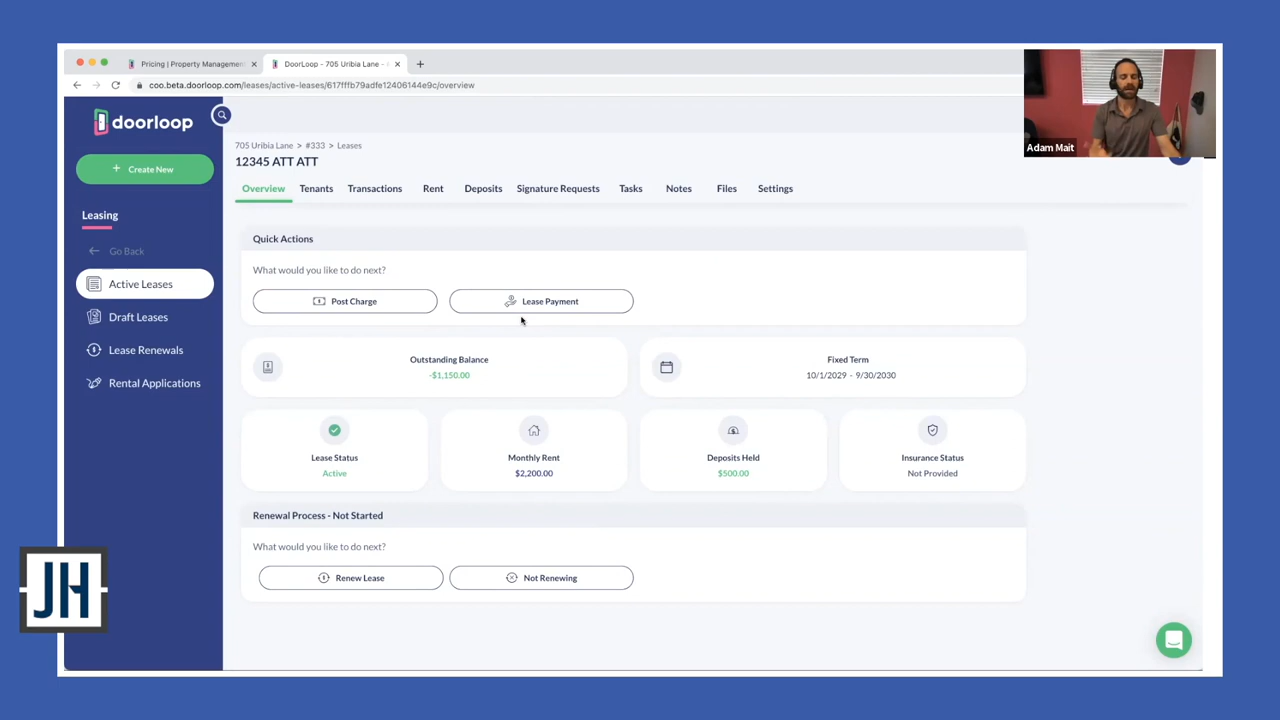 Pricing | Property Managemen
DoorLoop - 705 Uribia Lane -
coo.beta.doorloop.com/leases/active-leases/617fffb79adfe12406144e9c/overview
Adam Mait
doorloop
Create New
Leasing
Go Back
Active Leases
Draft Leases
Lease Renewals
Rental Applications
705 Uribia Lane > #333 > Leases
12345 ATT ATT
Overview Tenants Transactions Rent Deposits Signature Requests Tasks Notes Files Settings
Quick Actions
What would you like to do next?
Post Charge Lease Payment
Outstanding Balance
-$1,150.00
Fixed Term
10/1/2029 - 9/30/2030
Lease Status
Active
Monthly Rent
$2,200.00
Deposits Held
$500.00
Insurance Status
Not Provided
Renewal Process - Not Started
What would you like to do next?
Renew Lease Not Renewing
JH